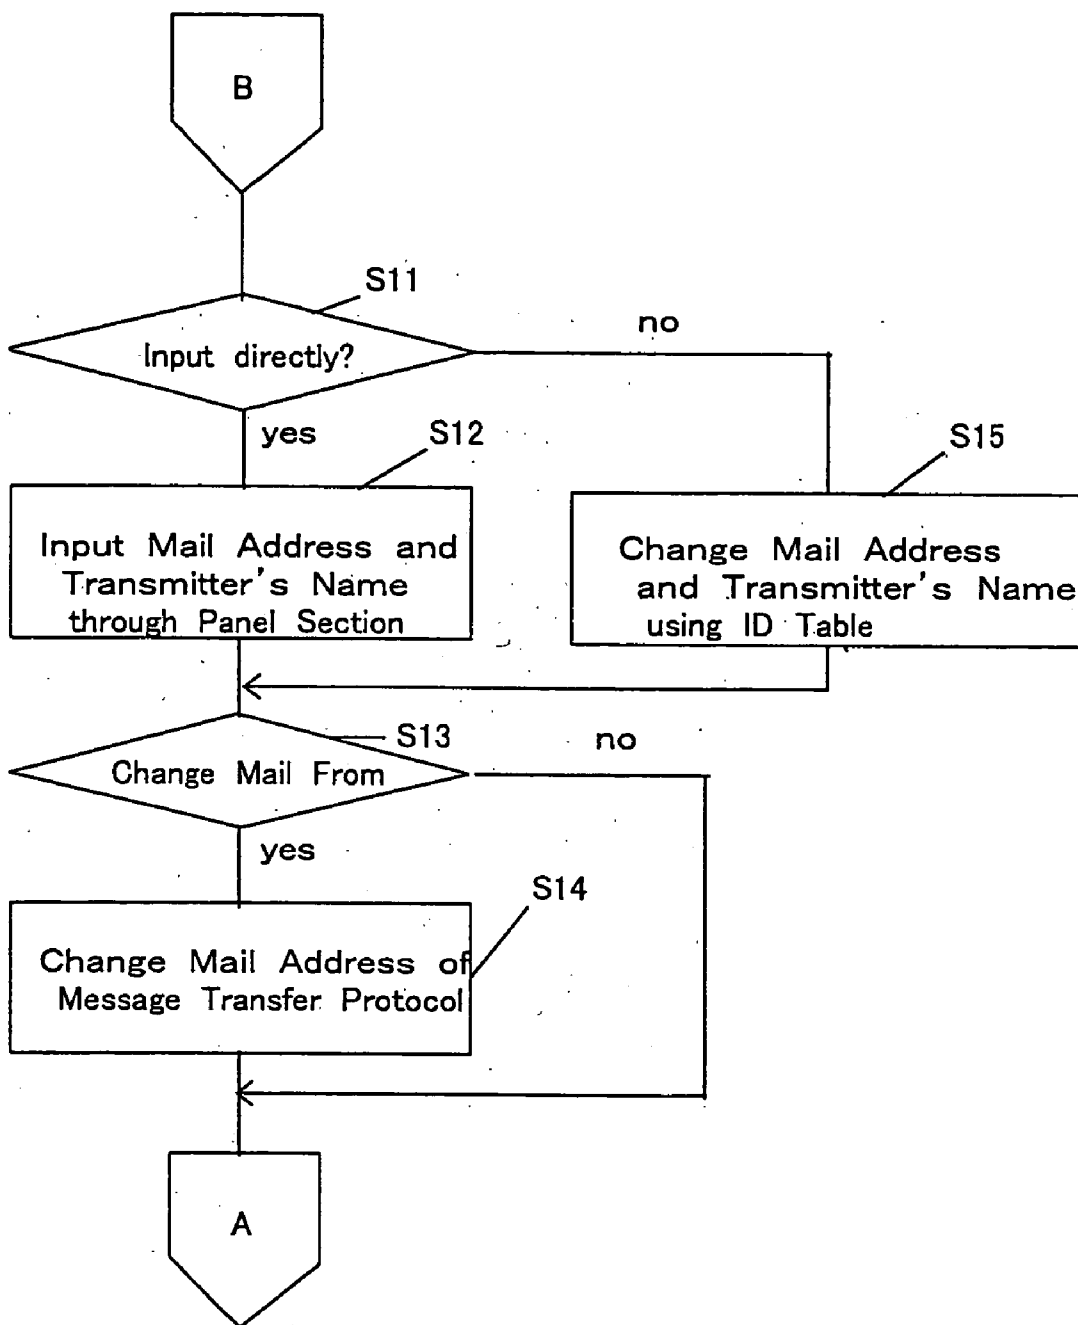 B
S11
Input directly?
no
yes
S12
S15
Input Mail Address and
Transmitter's Name
through Panel Section
Change Mail Address
and Transmitter's Name
using ID Table
S13
no
Change Mail From
yes
S14
Change Mail Address of
Message Transfer Protocol
A